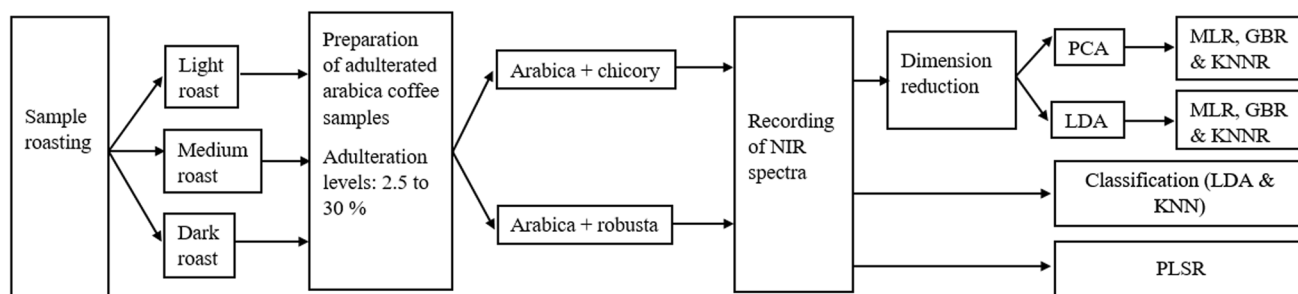 Sample
roasting
Light
roast
Medium
roast
Dark
roast
Preparation
of adulterated
arabica coffee
samples
Adulteration
levels: 2.5 to
30 %
Arabica + chicory
Arabica + robusta
Recording
of NIR
spectra
Dimension
reduction
PCA
LDA
MLR, GBR
& KNNR
MLR, GBR
& KNNR
Classification (LDA &
KNN)
PLSR